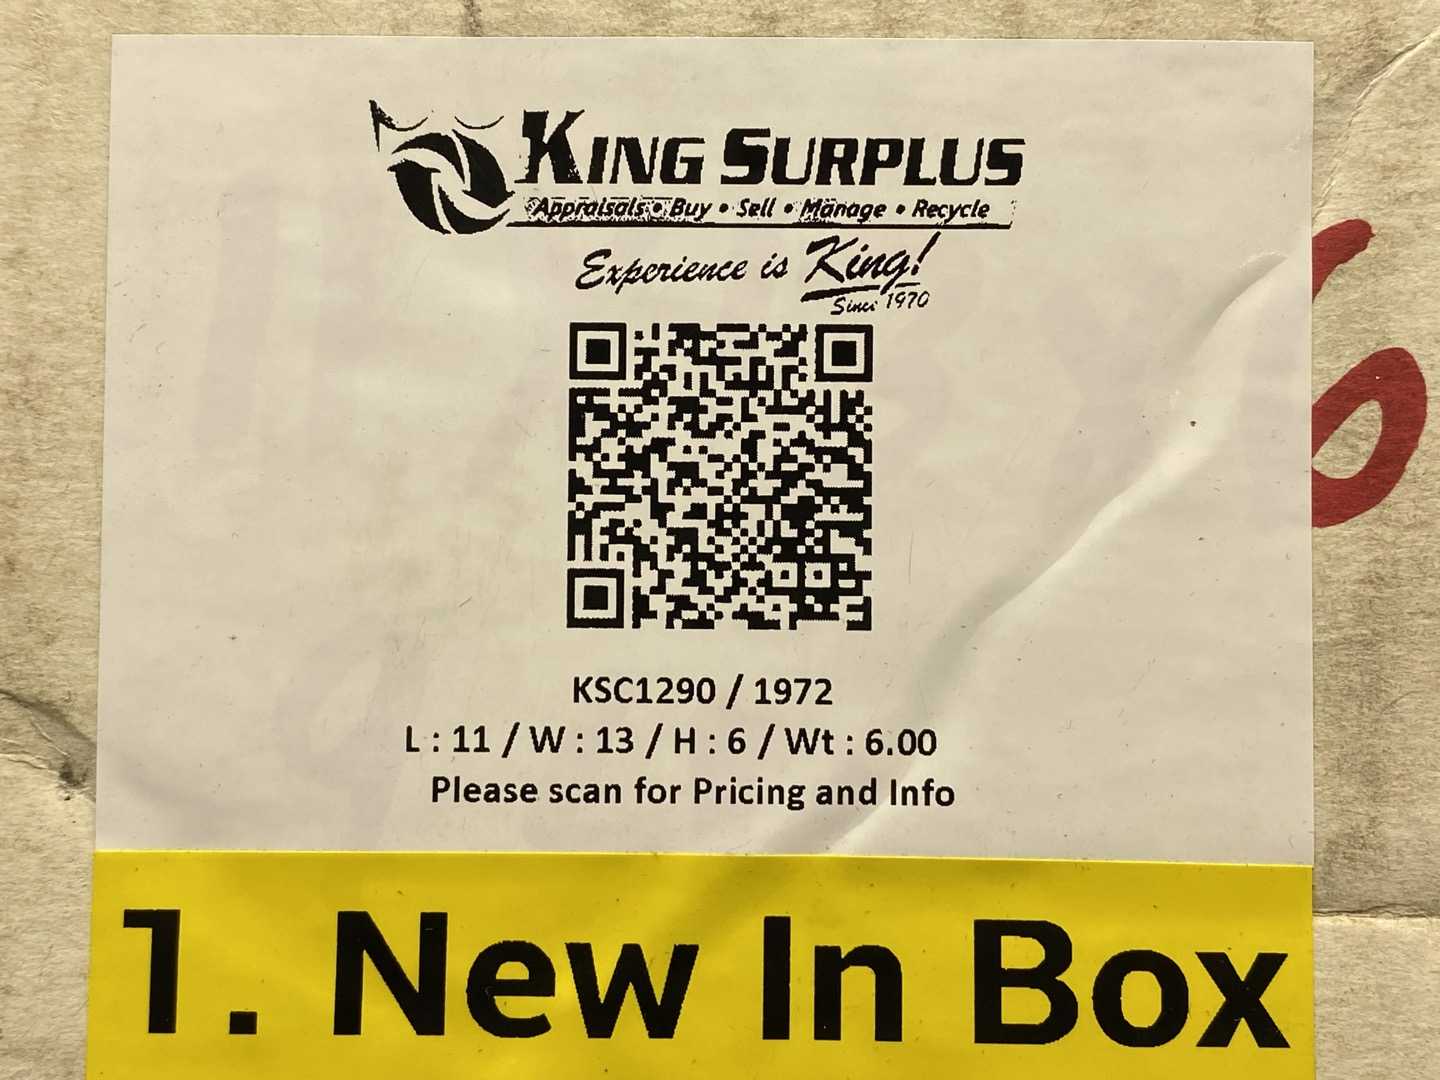 KING SURPLUS
Appraisals • Buy • Sell • Manage • Recycle
Experience is King!
Since 1970
KSC1290 / 1972
L : 11 / W : 13 / H : 6 / Wt : 6.00
Please scan for Pricing and Info
1. New In Box